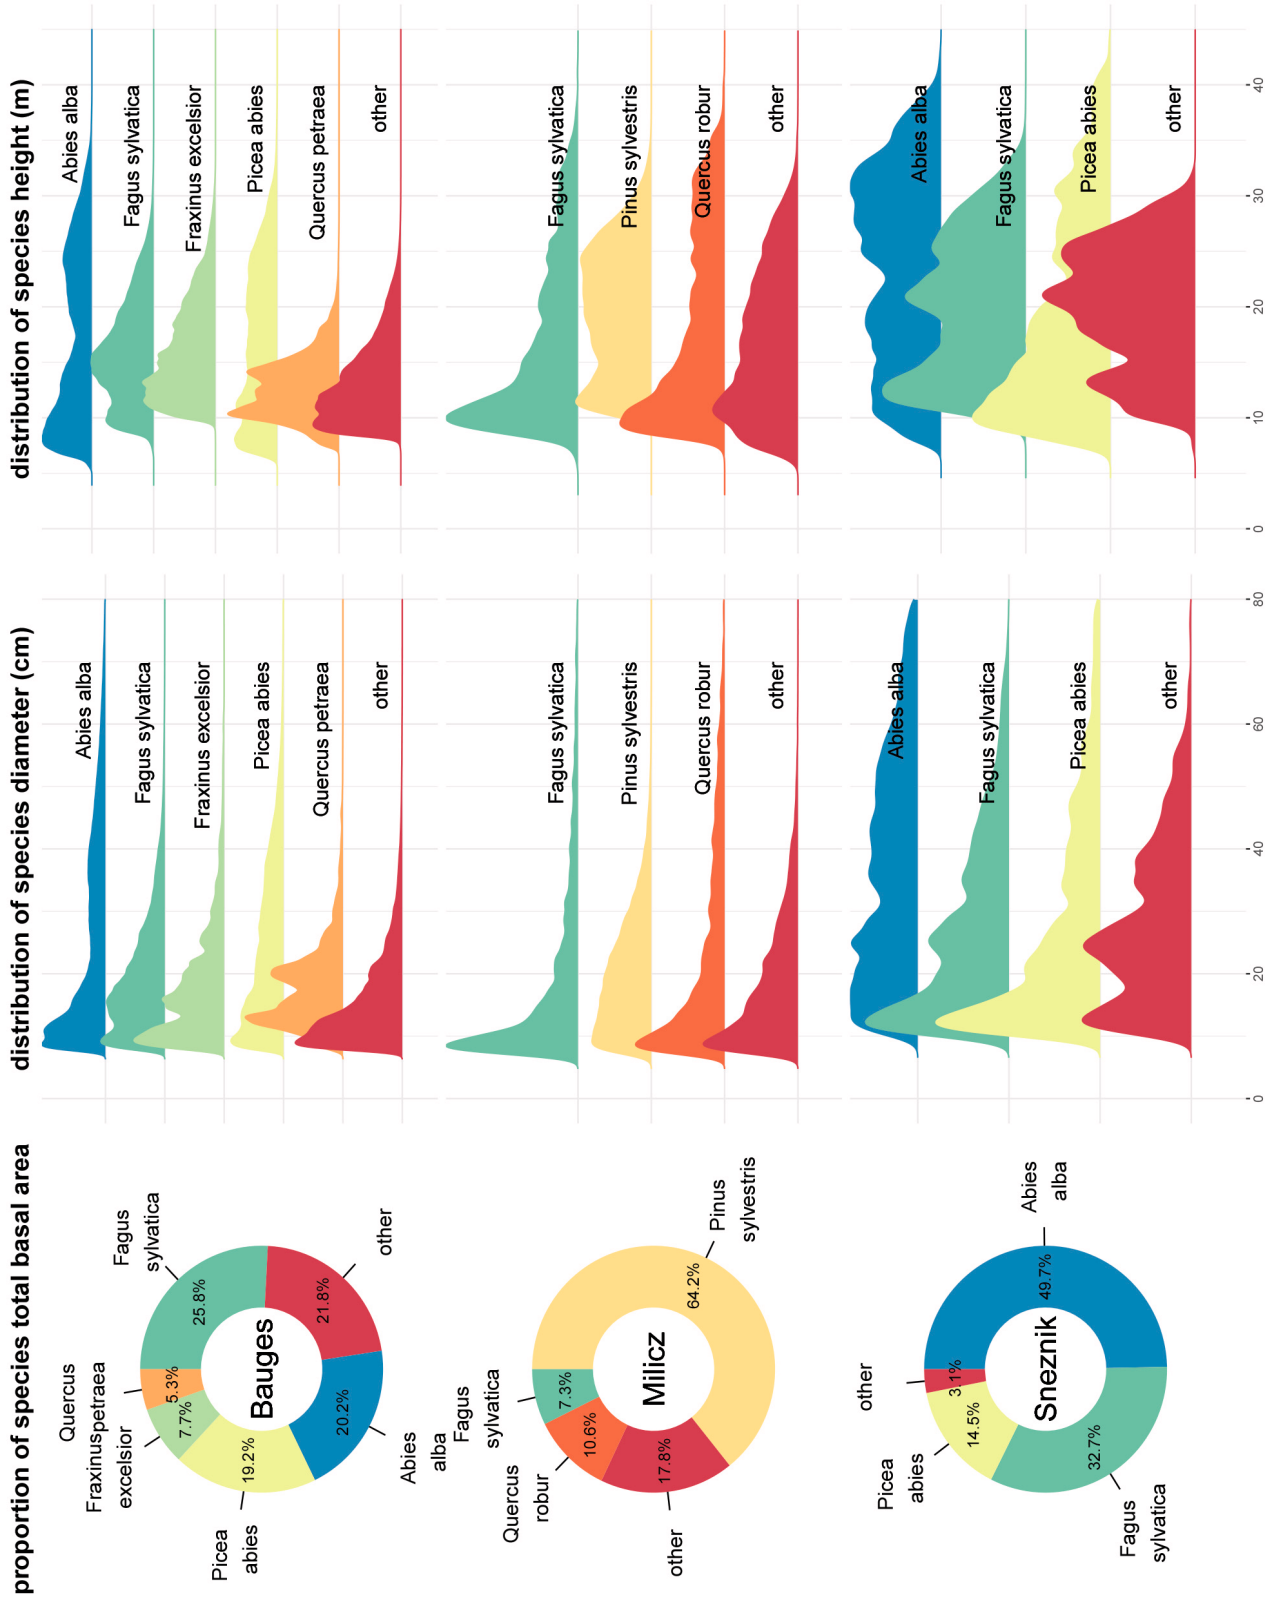 proportion of species total basal area
distribution of species diameter (cm)
distribution of species height (m)
Quercus
petraea
Fraxinus
excelsior
Fagus
sylvatica
Picea
abies
Abies
alba
other
5.3%
7.7%
25.8%
19.2%
20.2%
21.8%
Bauges
Abies alba
Fagus sylvatica
Fraxinus excelsior
Picea abies
Quercus petraea
other
Abies alba
Fagus sylvatica
Fraxinus excelsior
Picea abies
Quercus petraea
other
Fagus
sylvatica
Quercus
robur
other
Pinus
sylvestris
7.3%
10.6%
17.8%
64.2%
Milicz
Fagus sylvatica
Pinus sylvestris
Quercus robur
other
Fagus sylvatica
Pinus sylvestris
Quercus robur
other
other
Picea
abies
Fagus
sylvatica
Abies
alba
3.1%
14.5%
32.7%
49.7%
Sneznik
Abies alba
Fagus sylvatica
Picea abies
other
Abies alba
Fagus sylvatica
Picea abies
other
0 20 40 60 80
0 10 20 30 40